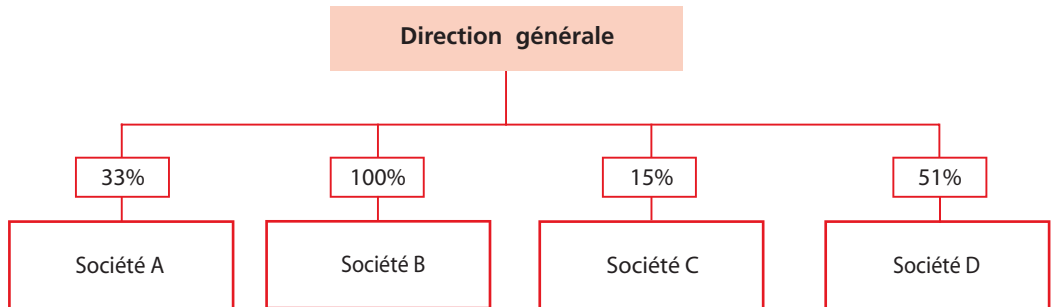 Direction générale
33%
100%
15%
51%
Société A
Société B
Société C
Société D